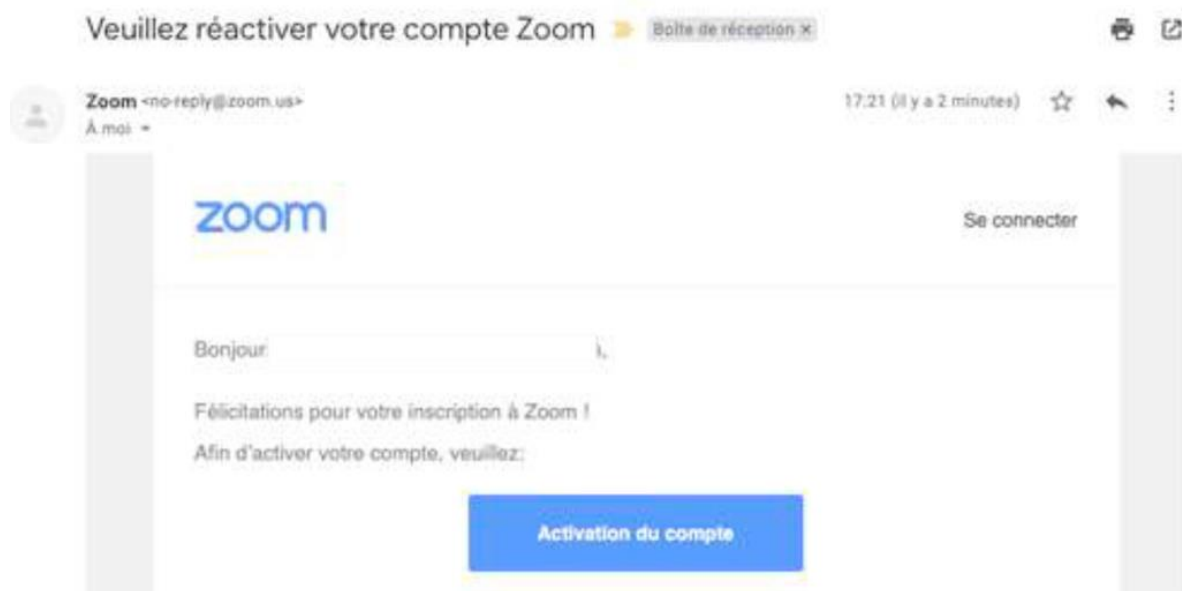 Veuillez réactiver votre compte Zoom Boîte de réception ×
Zoom <no-reply@zoom.us> 17:21 (il y a 2 minutes)
À moi
zoom Se connecter
Bonjour ,
Félicitations pour votre inscription à Zoom !
Afin d'activer votre compte, veuillez:
Activation du compte